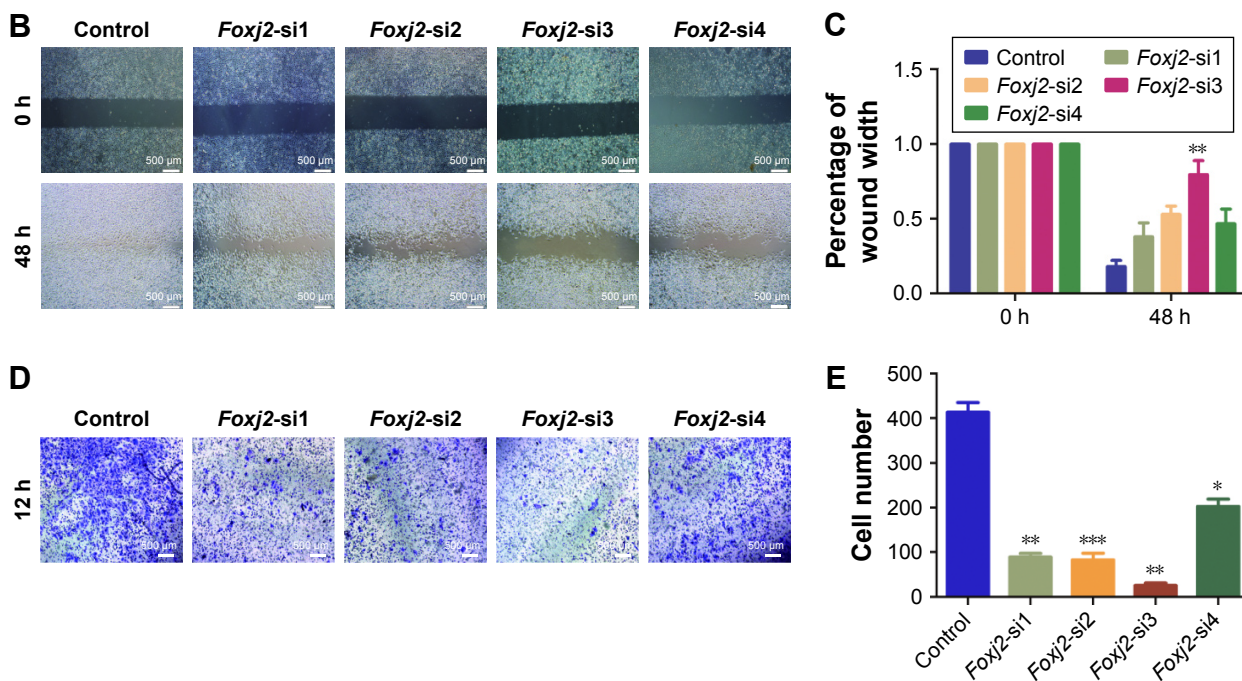 B
Control Foxj2-si1 Foxj2-si2 Foxj2-si3 Foxj2-si4
0 h
500 µm 500 µm 500 µm 500 µm 500 µm
48 h
500 µm 500 µm 500 µm 500 µm 500 µm
C
Control Foxj2-si1
Foxj2-si2 Foxj2-si3
Foxj2-si4
Percentage of
wound width
1.5
1.0
0.5
0.0
**
0 h 48 h
D
Control Foxj2-si1 Foxj2-si2 Foxj2-si3 Foxj2-si4
12 h
500 µm 500 µm 500 µm 500 µm 500 µm
E
Cell number
500
400
300
200
100
0
** *** ** *
Control Foxj2-si1 Foxj2-si2 Foxj2-si3 Foxj2-si4